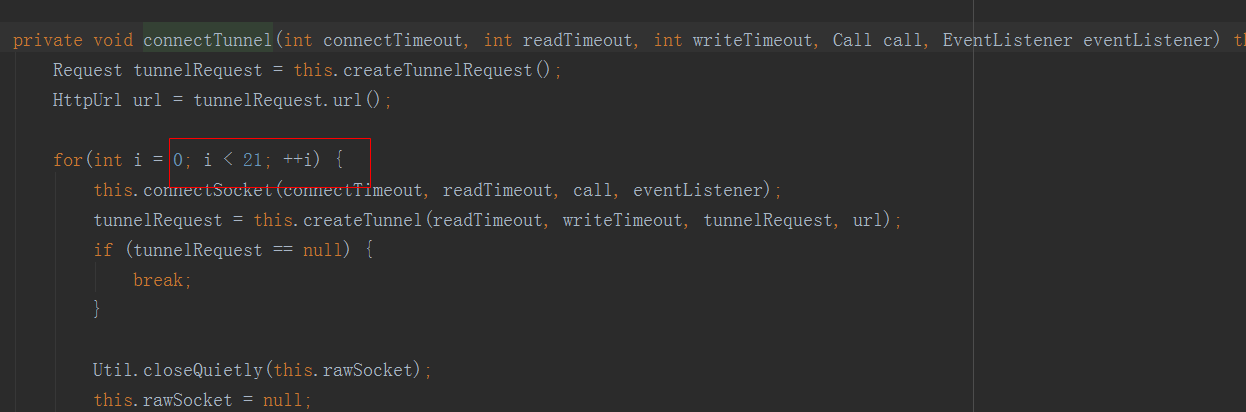 private void connectTunnel(int connectTimeout, int readTimeout, int writeTimeout, Call call, EventListener eventListener) th
Request tunnelRequest = this.createTunnelRequest();
HttpUrl url = tunnelRequest.url();
for(int i = 0; i < 21; ++i) {
this.connectSocket(connectTimeout, readTimeout, call, eventListener);
tunnelRequest = this.createTunnel(readTimeout, writeTimeout, tunnelRequest, url);
if (tunnelRequest == null) {
break;
}
Util.closeQuietly(this.rawSocket);
this.rawSocket = null;